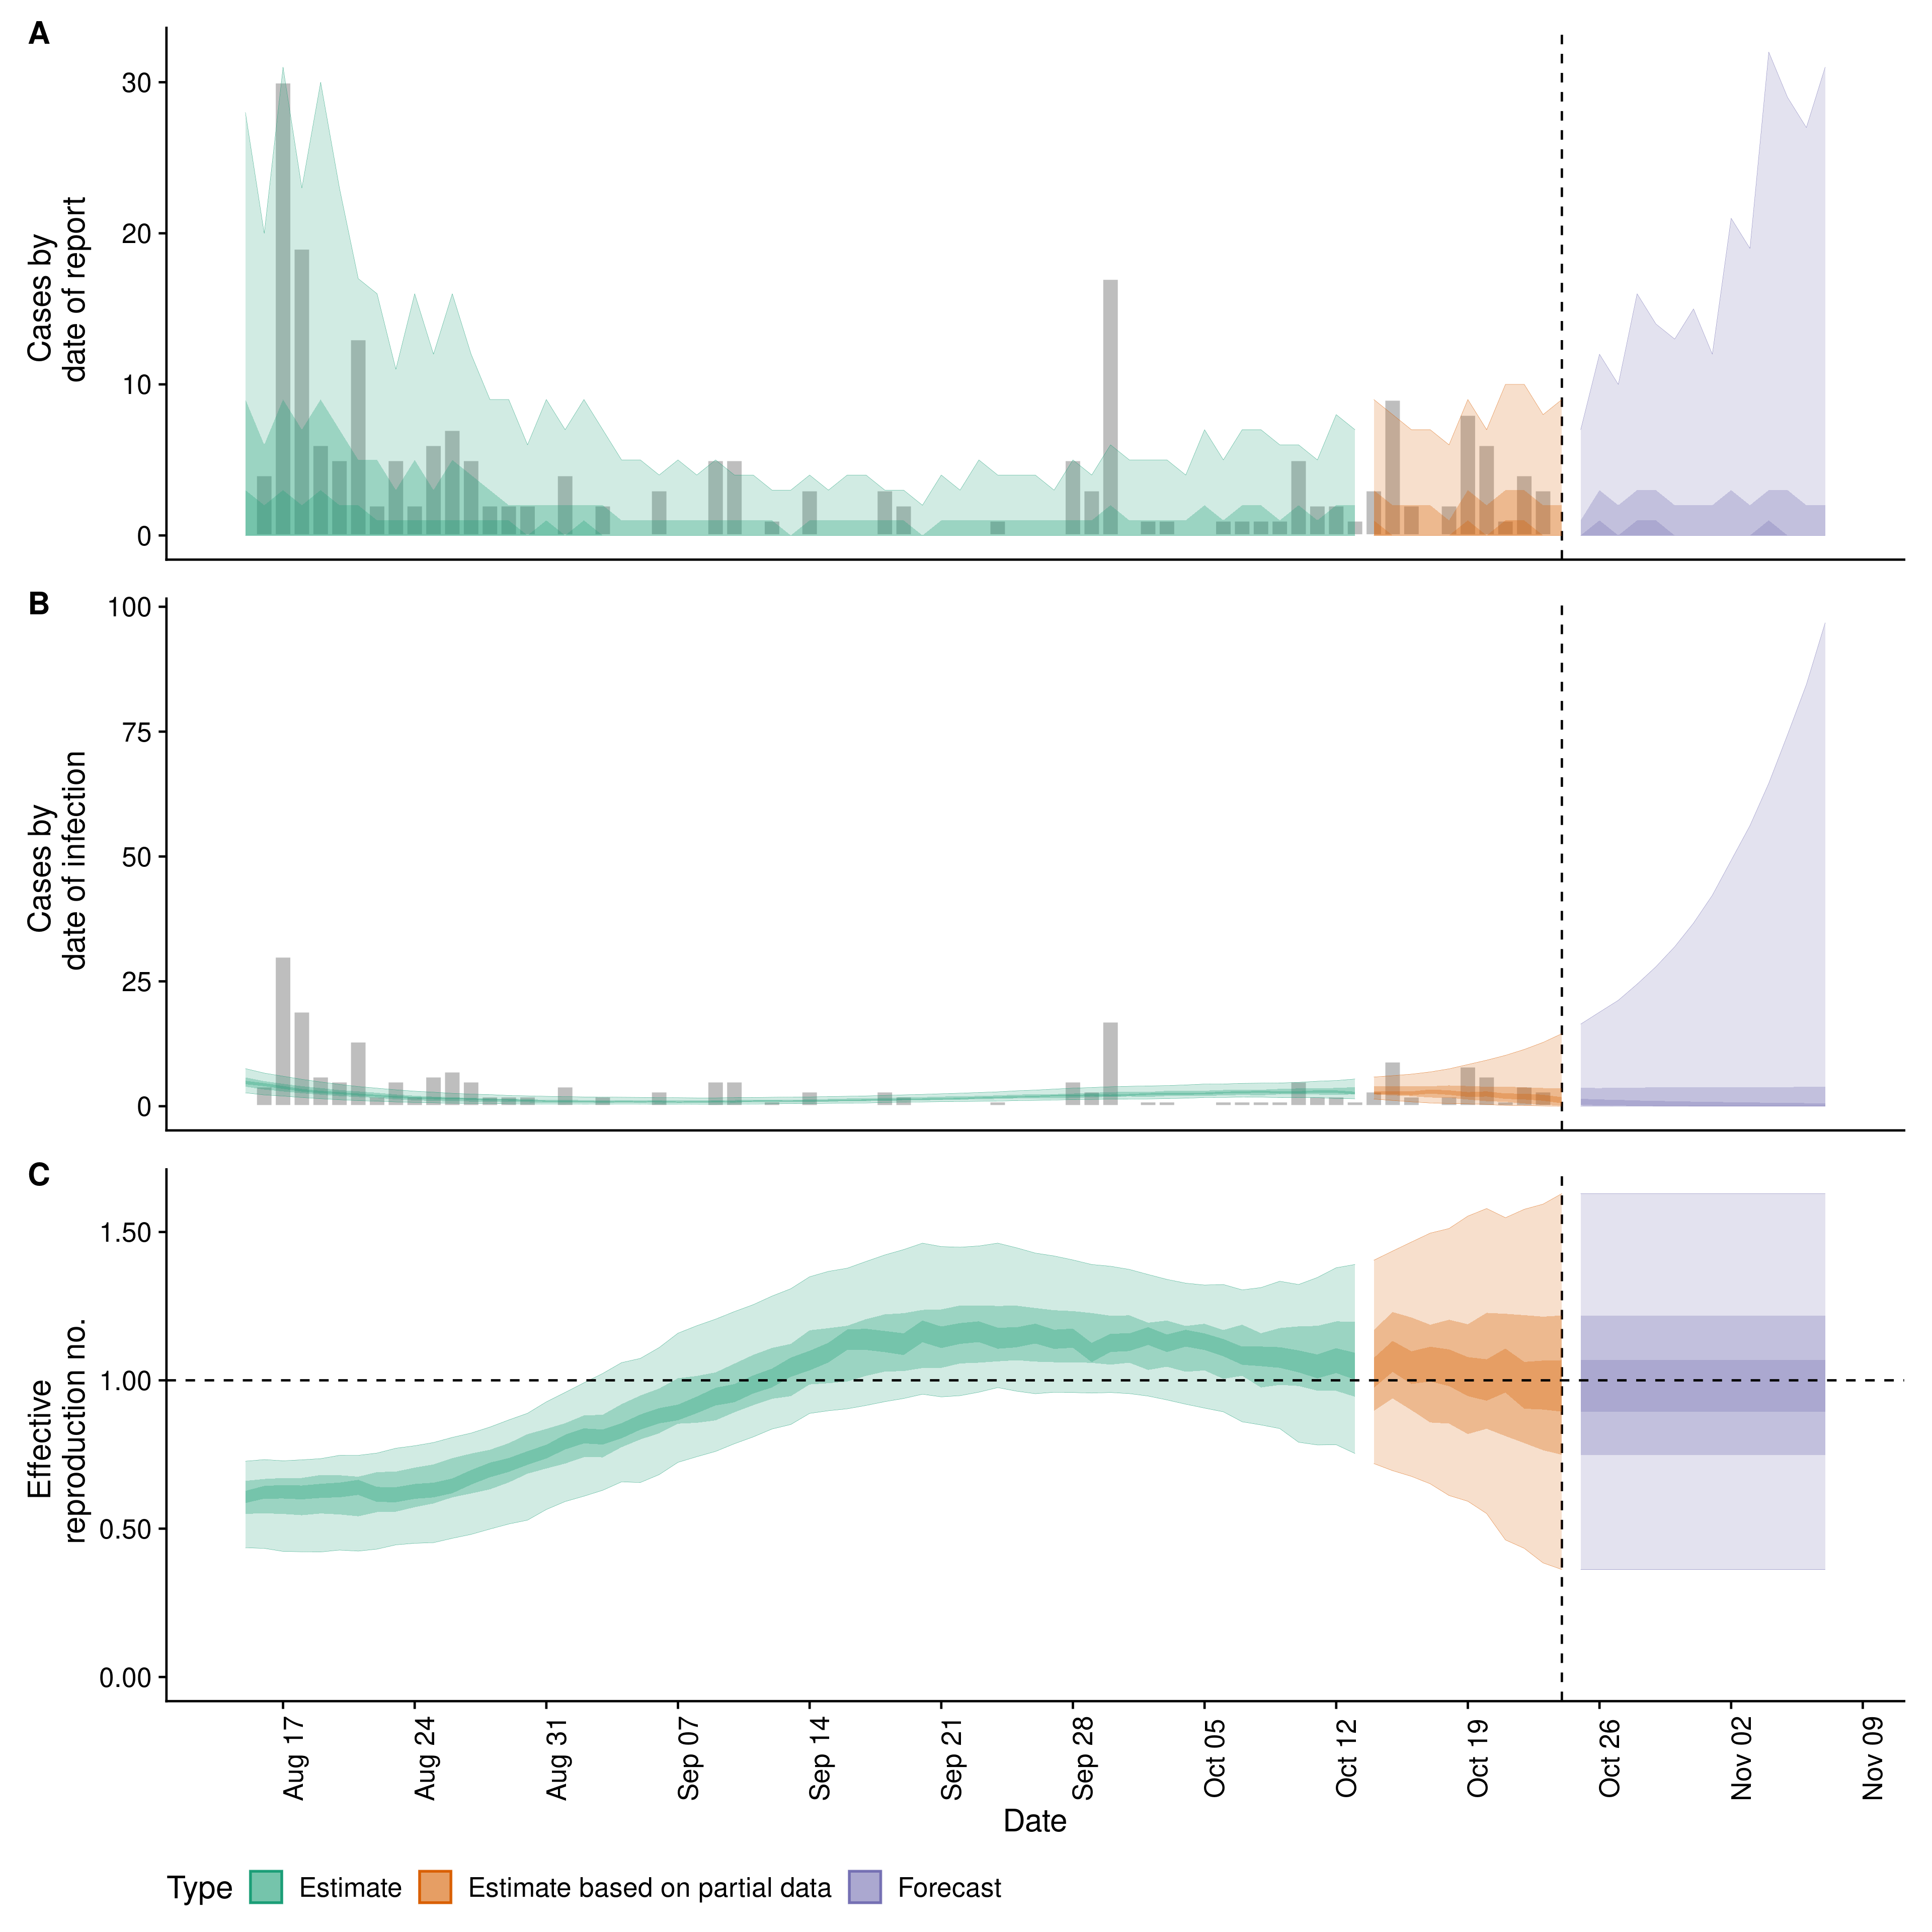 A
30
20
10
0
Cases by
date of report
B
100
75
50
25
0
Cases by
date of infection
C
1.50
1.00
0.50
0.00
Effective
reproduction no.
Aug 17
Aug 24
Aug 31
Sep 07
Sep 14
Sep 21
Sep 28
Oct 05
Oct 12
Oct 19
Oct 26
Nov 02
Nov 09
Date
Type Estimate Estimate based on partial data Forecast